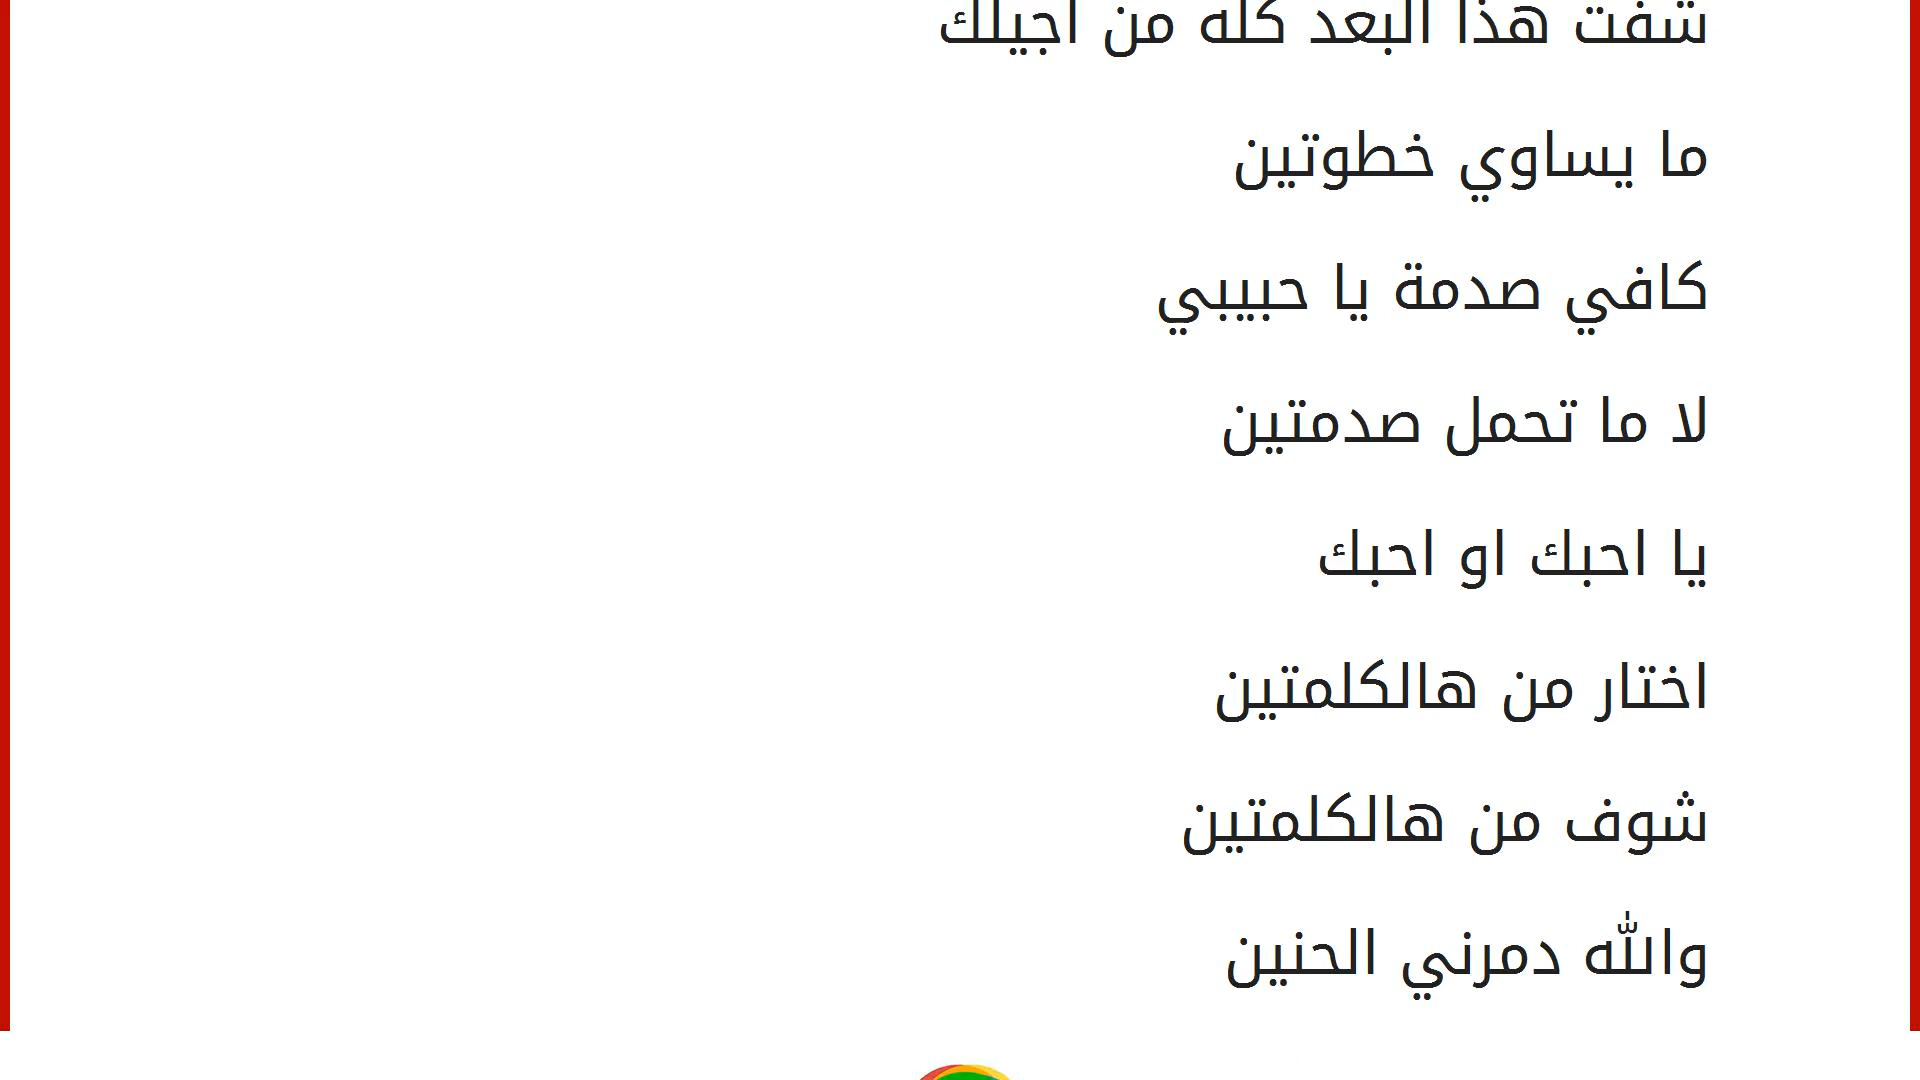 شفت هذا البعد كله من اجيلك
ما يساوي خطوتين
كافي صدمة يا حبيبي
لا ما تحمل صدمتين
يا احبك او احبك
اختار من هالكلمتين
شوف من هالكلمتين
والله دمرني الحنين